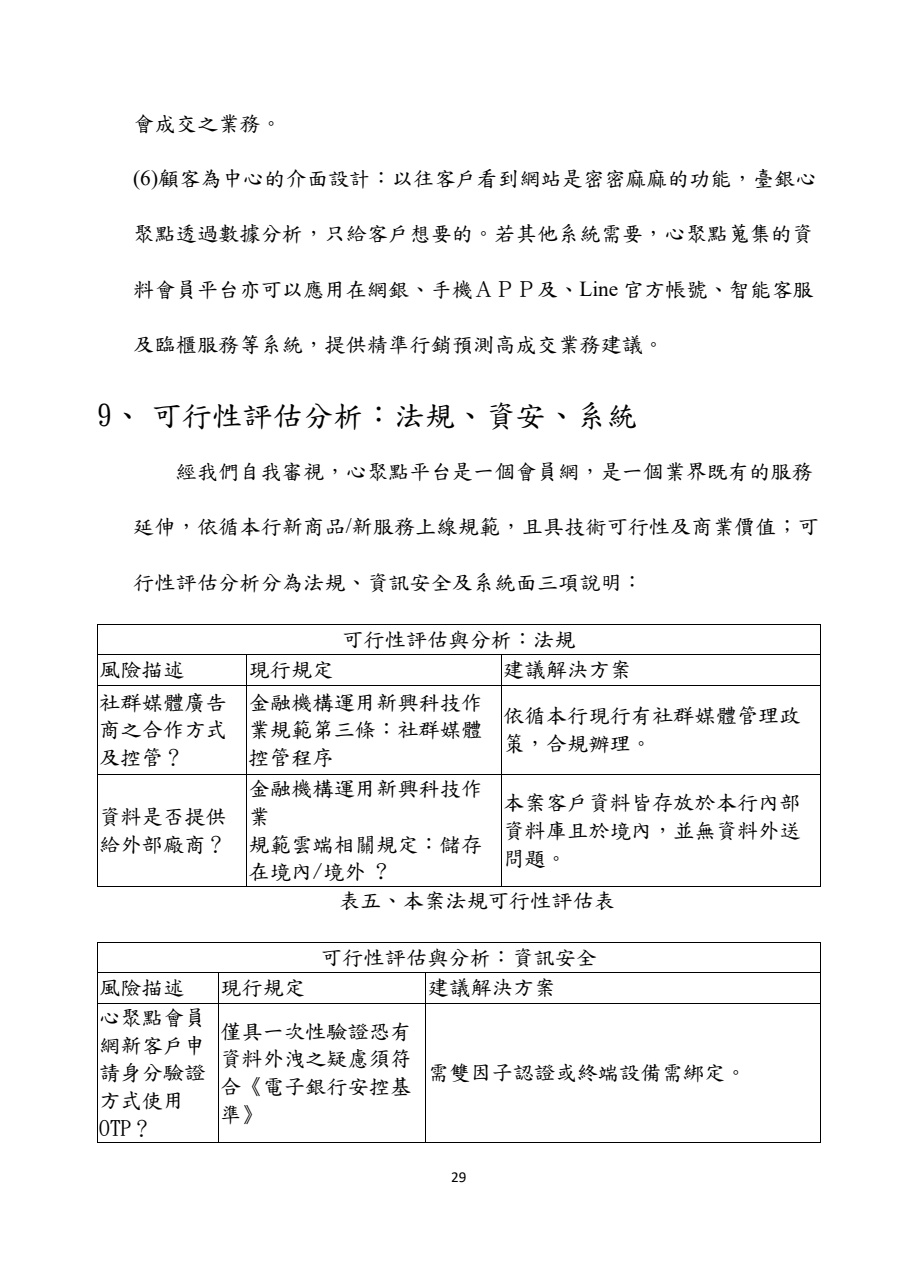 會成交之業務。
(6)顧客為中心的介面設計：以往客戶看到網站是密密麻麻的功能，臺銀心
聚點透過數據分析，只給客戶想要的。若其他系統需要，心聚點蒐集的資
料會員平台亦可以應用在網銀、手機ＡＰＰ及、Line 官方帳號、智能客服
及臨櫃服務等系統，提供精準行銷預測高成交業務建議。
9、 可行性評估分析：法規、資安、系統
經我們自我審視，心聚點平台是一個會員網，是一個業界既有的服務
延伸，依循本行新商品/新服務上線規範，且具技術可行性及商業價值；可
行性評估分析分為法規、資訊安全及系統面三項說明：
可行性評估與分析：法規
風險描述
現行規定
建議解決方案
社群媒體廣告
商之合作方式
及控管？
金融機構運用新興科技作
業規範第三條：社群媒體
控管程序
依循本行現行有社群媒體管理政
策，合規辦理。
資料是否提供
給外部廠商？
金融機構運用新興科技作
業
規範雲端相關規定：儲存
在境內/境外 ？
本案客戶資料皆存放於本行內部
資料庫且於境內，並無資料外送
問題。
表五、本案法規可行性評估表
可行性評估與分析：資訊安全
風險描述
現行規定
建議解決方案
心聚點會員
網新客戶申
請身分驗證
方式使用
OTP？
僅具一次性驗證恐有
資料外洩之疑慮須符
合《電子銀行安控基
準》
需雙因子認證或終端設備需綁定。
29